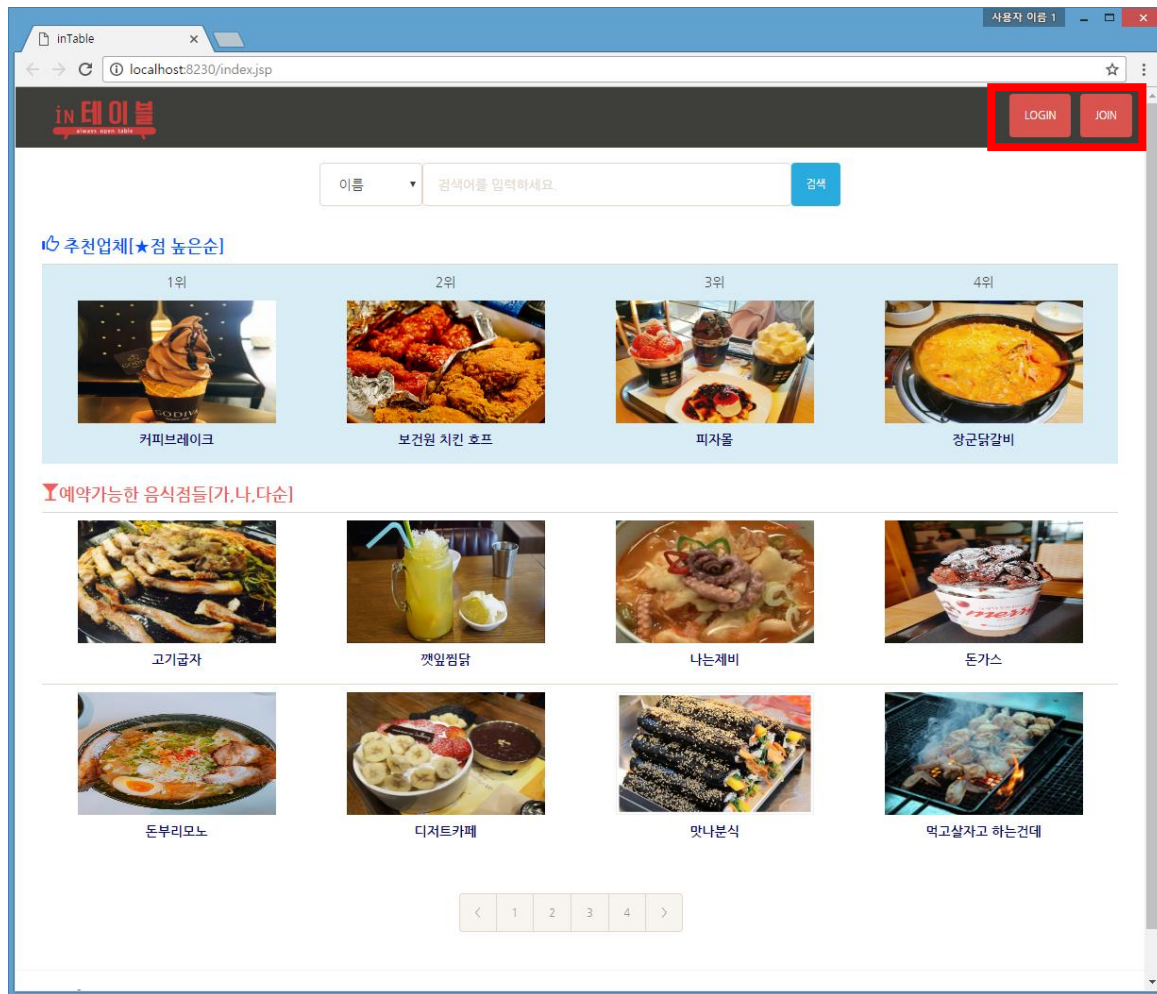 사용자 이름 1
inTable
localhost:8230/index.jsp
in 테이블
always open table
LOGIN JOIN
이름 검색어를 입력하세요. 검색
추천업체[★점 높은순]
1위 2위 3위 4위
GODIVA
커피브레이크 보건원 치킨 호프 피자몰 장군닭갈비
예약가능한 음식점들[가,나,다순]
고기굽자 깻잎찜닭 나는제비 돈가스
돈부리모노 디저트카페 맛나분식 먹고살자고 하는건데
< 1 2 3 4 >